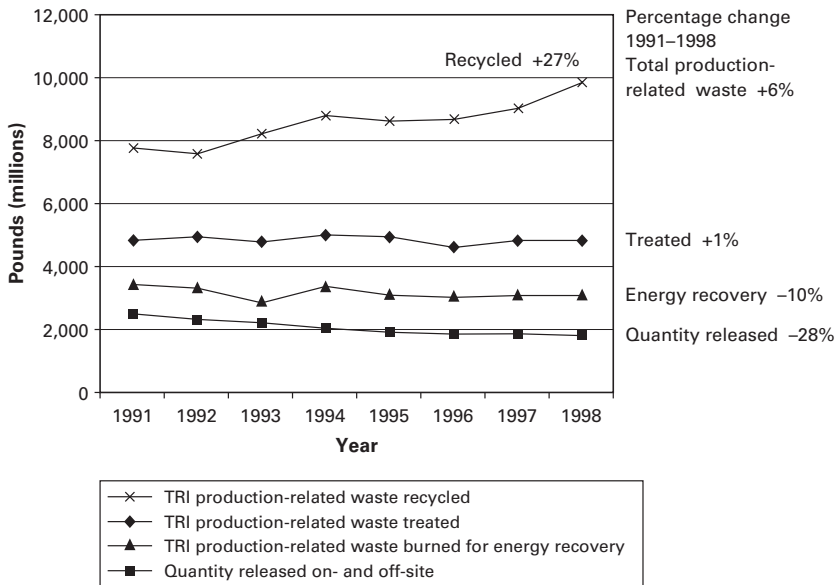 12,000
10,000
8,000
6,000
4,000
2,000
0
Pounds (millions)
1991 1992 1993 1994 1995 1996 1997 1998
Year
Recycled +27%
Percentage change
1991–1998
Total production-
related waste +6%
Treated +1%
Energy recovery –10%
Quantity released –28%
TRI production-related waste recycled
TRI production-related waste treated
TRI production-related waste burned for energy recovery
Quantity released on- and off-site